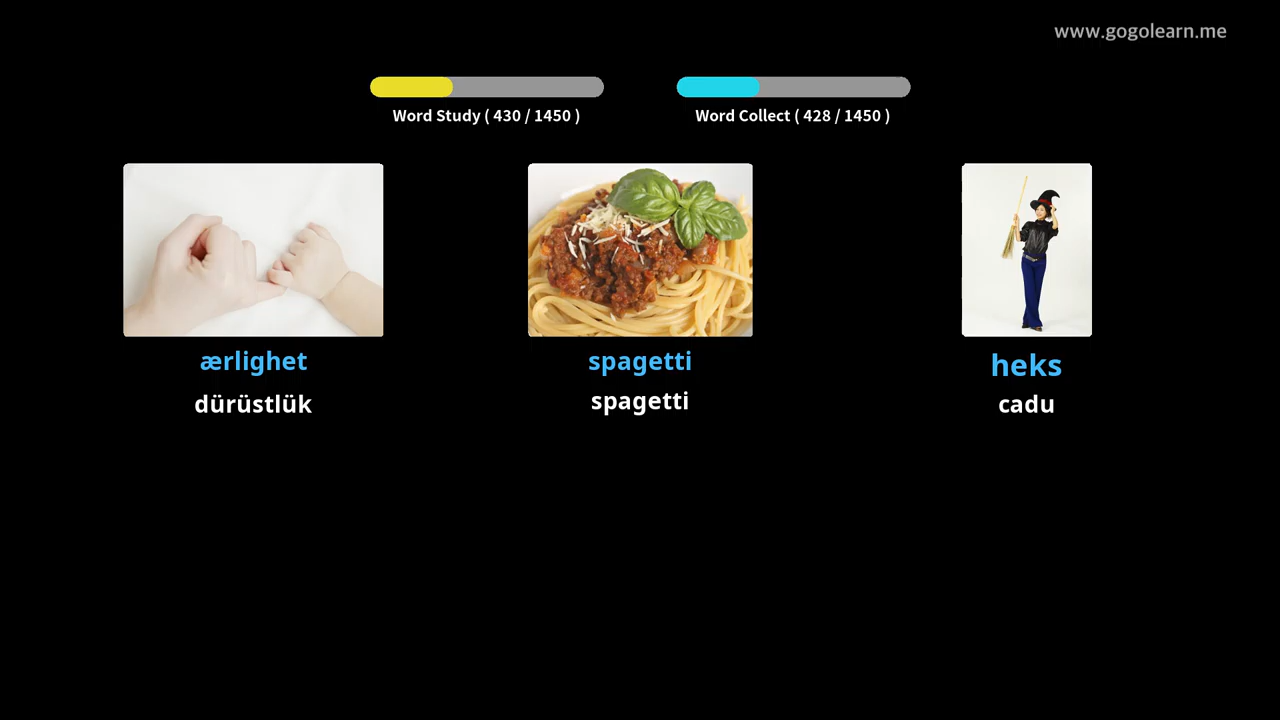 www.gogolearn.me
Word Study ( 430 / 1450 )
Word Collect ( 428 / 1450 )
ærlighet
dürüstlük
spagetti
spagetti
heks
cadu